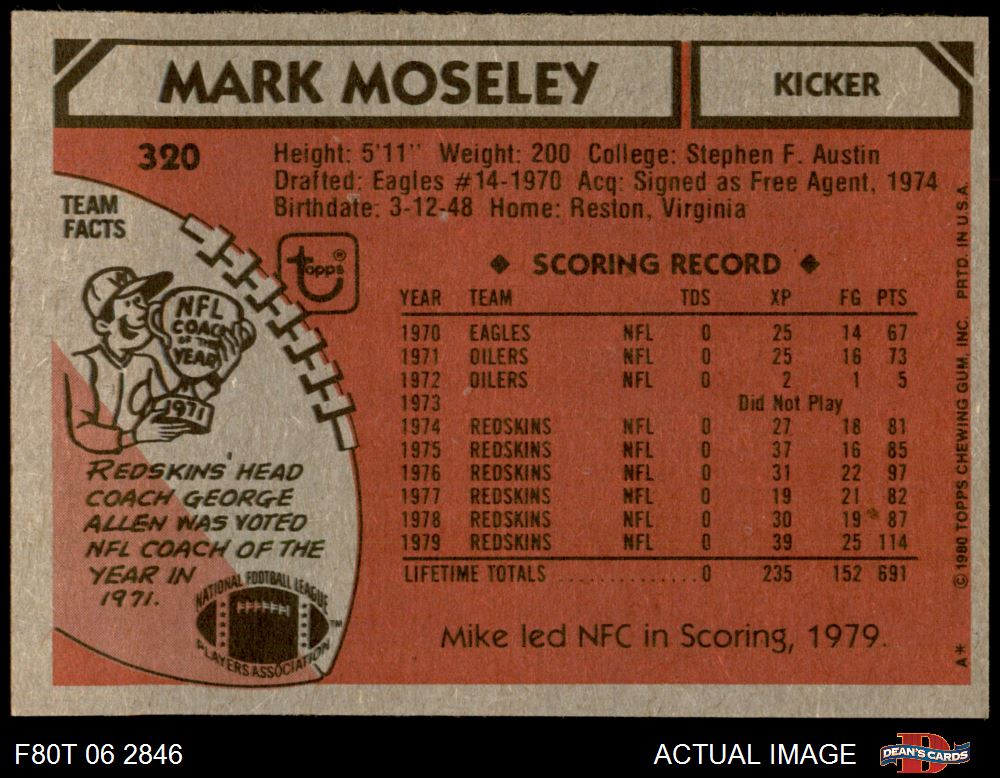 MARK MOSELEY
KICKER
320
Height: 5'11" Weight: 200 College: Stephen F. Austin
Drafted: Eagles #14-1970 Acq: Signed as Free Agent, 1974
Birthdate: 3-12-48 Home: Reston, Virginia
TEAM
FACTS
topps®
W
NFL
COACH
OF THE
YEAR
1971
REDSKINS' HEAD
COACH GEORGE
ALLEN WAS VOTED
NFL COACH OF THE
YEAR IN
1971.
NATIONAL FOOTBALL LEAGUE
PLAYERS ASSOCIATION
TM
◆ SCORING RECORD ◆
YEAR TEAM TDS XP FG PTS
1970 EAGLES NFL 0 25 14 67
1971 OILERS NFL 0 25 16 73
1972 OILERS NFL 0 2 1 5
1973 Did Not Play
1974 REDSKINS NFL 0 27 18 81
1975 REDSKINS NFL 0 37 16 85
1976 REDSKINS NFL 0 31 22 97
1977 REDSKINS NFL 0 19 21 82
1978 REDSKINS NFL 0 30 19 87
1979 REDSKINS NFL 0 39 25 114
LIFETIME TOTALS ..............0 235 152 691
Mike led NFC in Scoring, 1979.
A* © 1980 TOPPS CHEWING GUM, INC. PRTD. IN U.S.A.
F80T 06 2846
ACTUAL IMAGE
DEAN'S CARDS